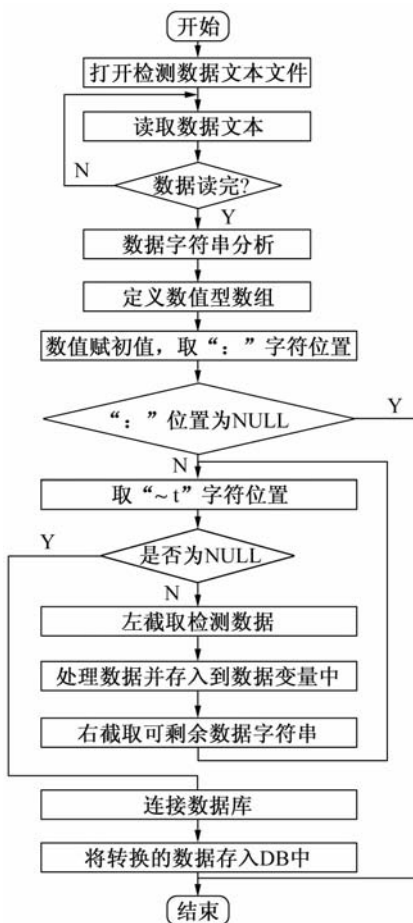 开始
打开检测数据文本文件
读取数据文本
N
数据读完?
Y
数据字符串分析
定义数值型数组
数值赋初值，取“：”字符位置
“：”位置为NULL
Y
N
取“~t”字符位置
Y
是否为NULL
N
左截取检测数据
处理数据并存入到数据变量中
右截取可剩余数据字符串
连接数据库
将转换的数据存入DB中
结束